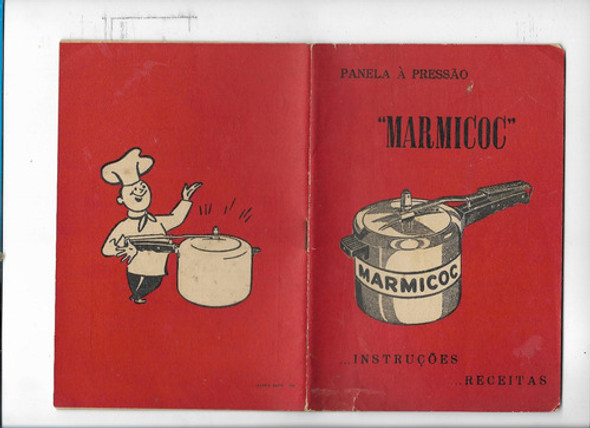 PANELA À PRESSÃO
"MARMICOC"
MARMICOC
...INSTRUÇÕES
...RECEITAS